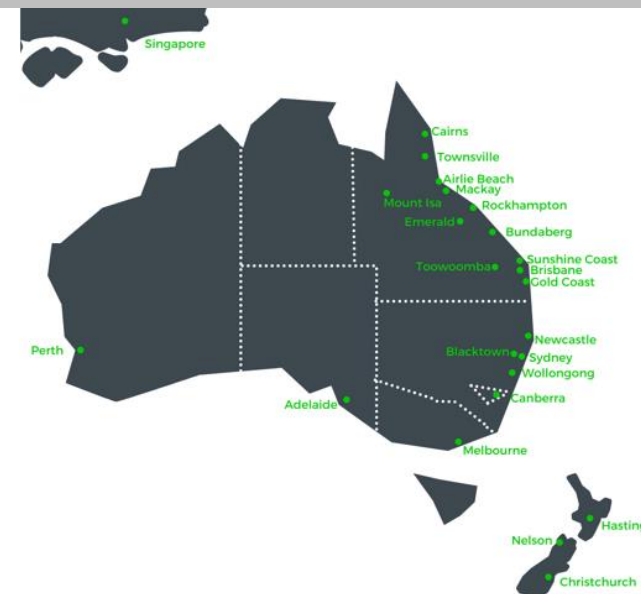 Singapore
Cairns
Townsville
Airlie Beach
Mackay
Mount Isa
Rockhampton
Emerald
Bundaberg
Sunshine Coast
Toowoomba
Brisbane
Gold Coast
Newcastle
Perth
Blacktown
Sydney
Wollongong
Canberra
Adelaide
Melbourne
Hasting
Nelson
Christchurch